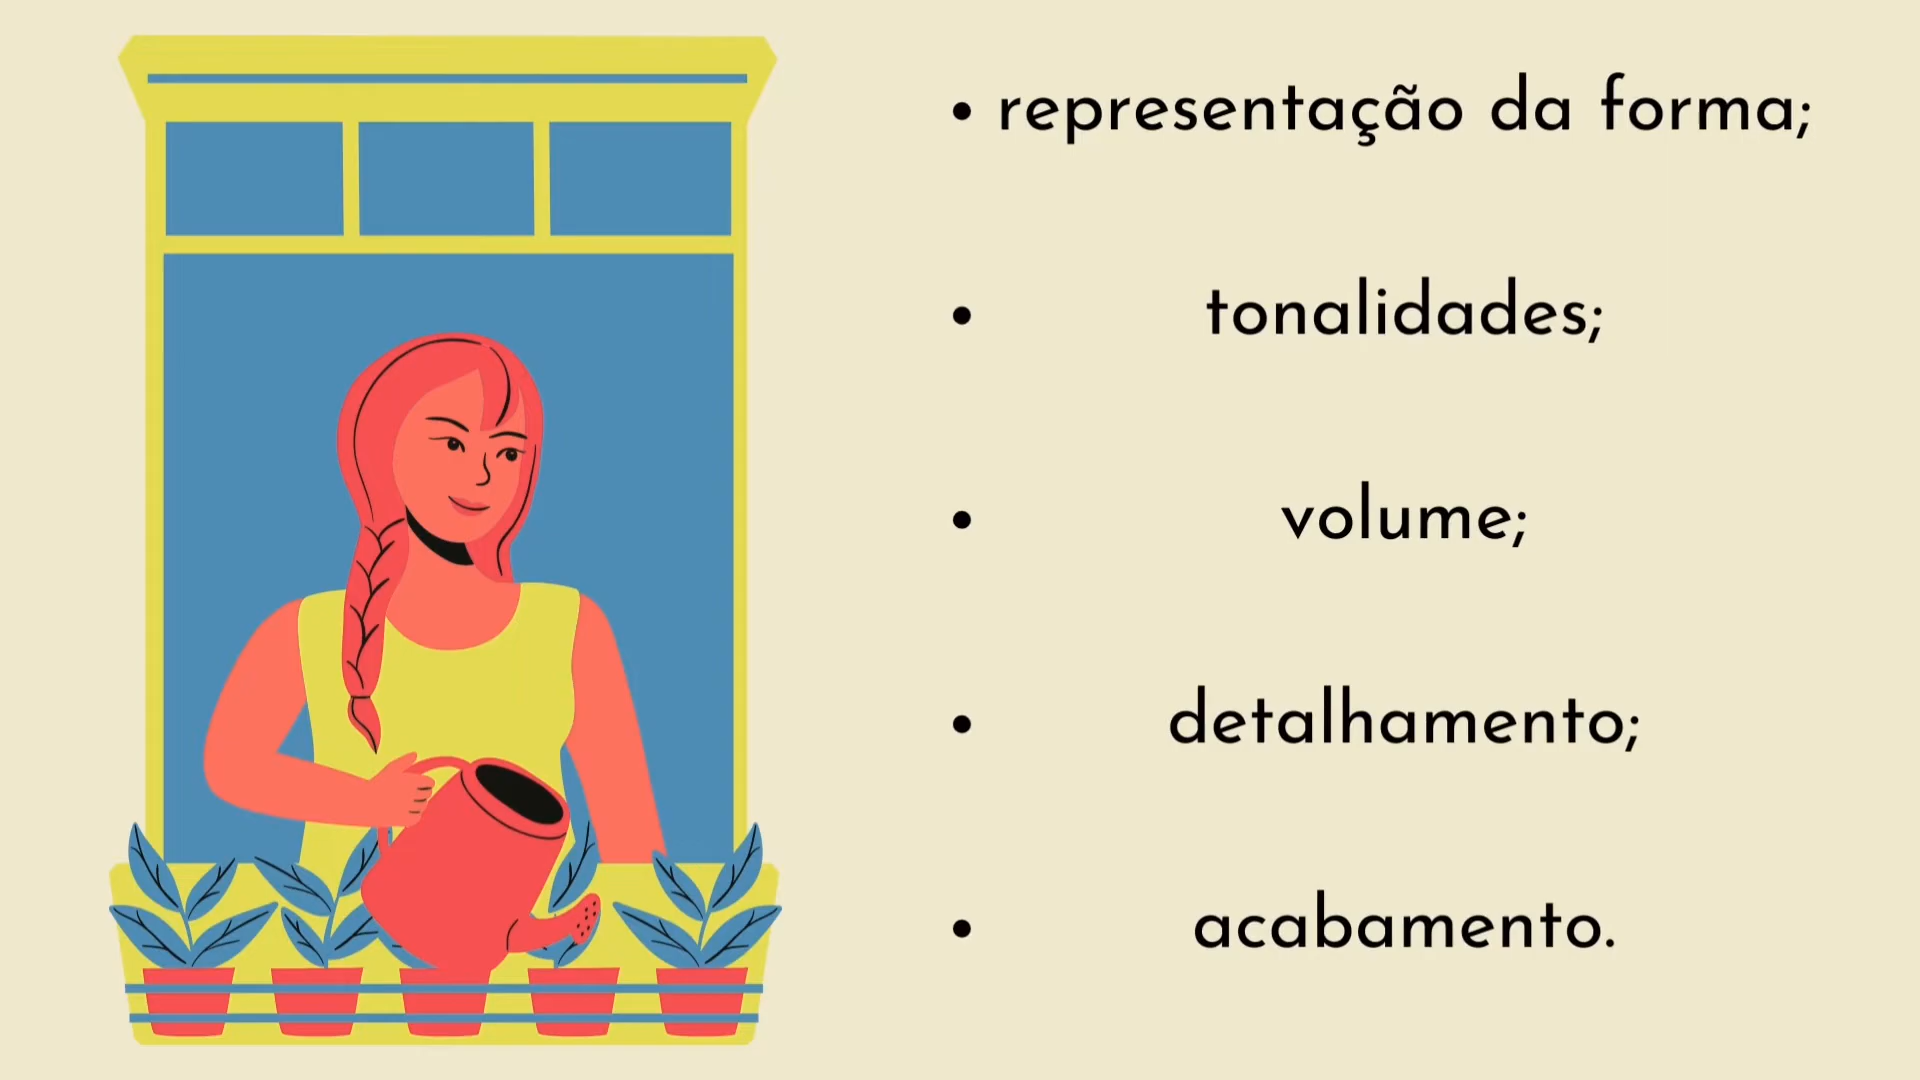 • representação da forma;
• tonalidades;
• volume;
• detalhamento;
• acabamento.